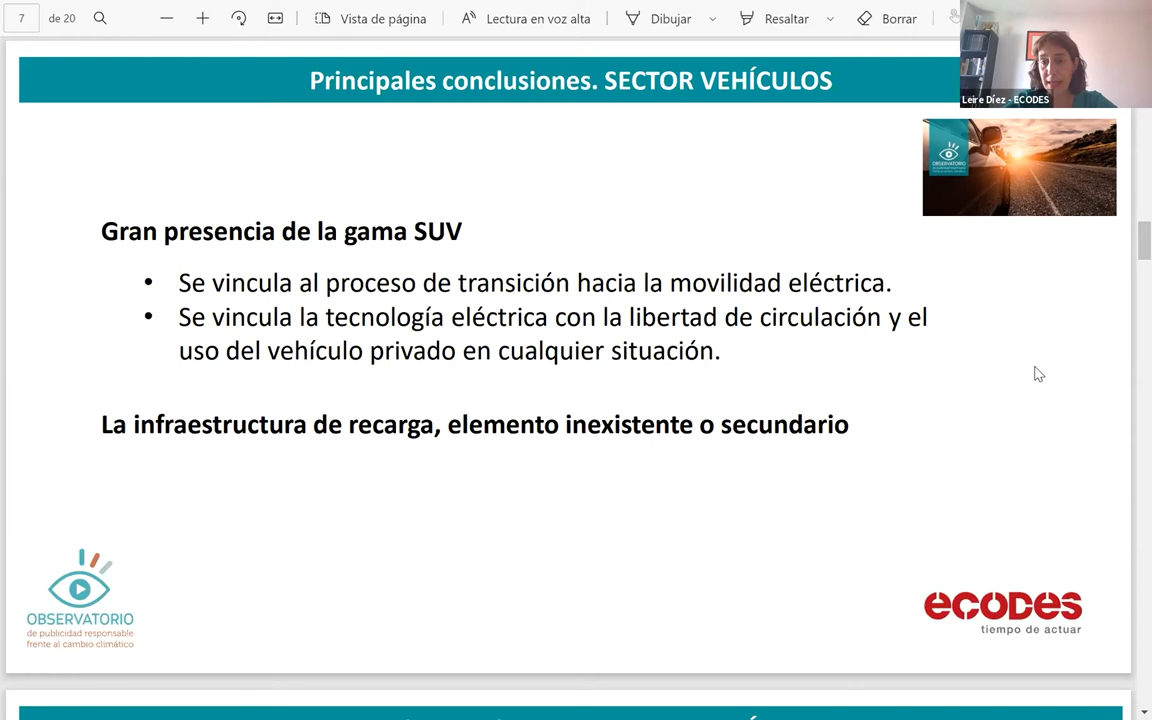 7 de 20 Vista de página Lectura en voz alta Dibujar Resaltar Borrar
Principales conclusiones. SECTOR VEHÍCULOS
Leire Díez - ECODES
OBSERVATORIO
Gran presencia de la gama SUV
• Se vincula al proceso de transición hacia la movilidad eléctrica.
• Se vincula la tecnología eléctrica con la libertad de circulación y el
uso del vehículo privado en cualquier situación.
La infraestructura de recarga, elemento inexistente o secundario
OBSERVATORIO
de publicidad responsable
frente al cambio climático
ecodes
tiempo de actuar